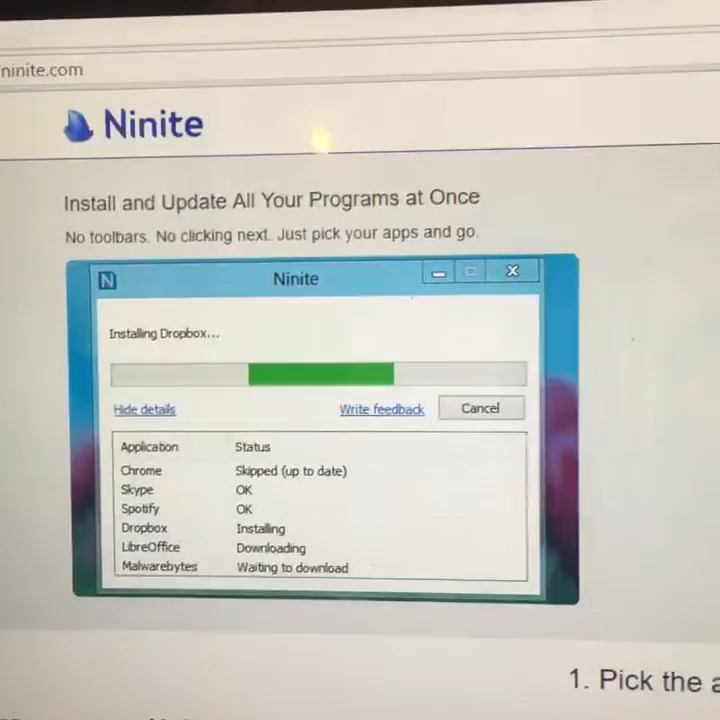 ninite.com
Ninite
Install and Update All Your Programs at Once
No toolbars. No clicking next. Just pick your apps and go.
N Ninite
Installing Dropbox...
Hide details Write feedback Cancel
Application Status
Chrome Skipped (up to date)
Skype OK
Spotify OK
Dropbox Installing
LibreOffice Downloading
Malwarebytes Waiting to download
1. Pick the